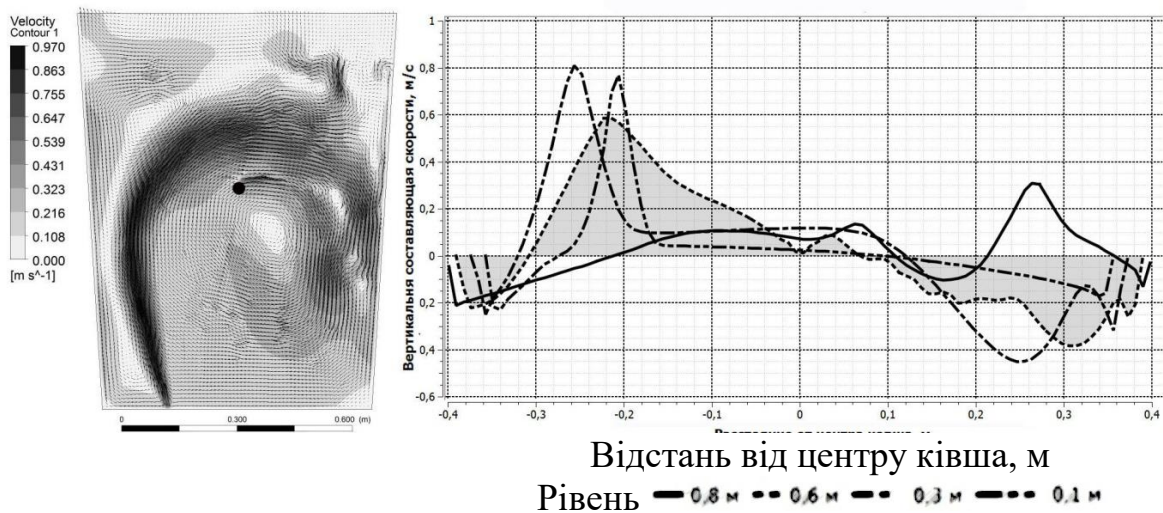 Velocity
Contour 1
0.970
0.863
0.755
0.647
0.539
0.431
0.323
0.216
0.108
0.000
[m s^-1]
0 0.300 0.600 (m)
Вертикальния составляющая скорости, м/с
1
0,8
0,6
0,4
0,2
0
0,2
0,4
-0,6
-0,4 -0,3 -0,2 -0,1 0 0,1 0,2 0,3 0,4
Відстань від центру ківша, м
Рівень 0,8 м 0,6 м 0,3 м 0,1 м